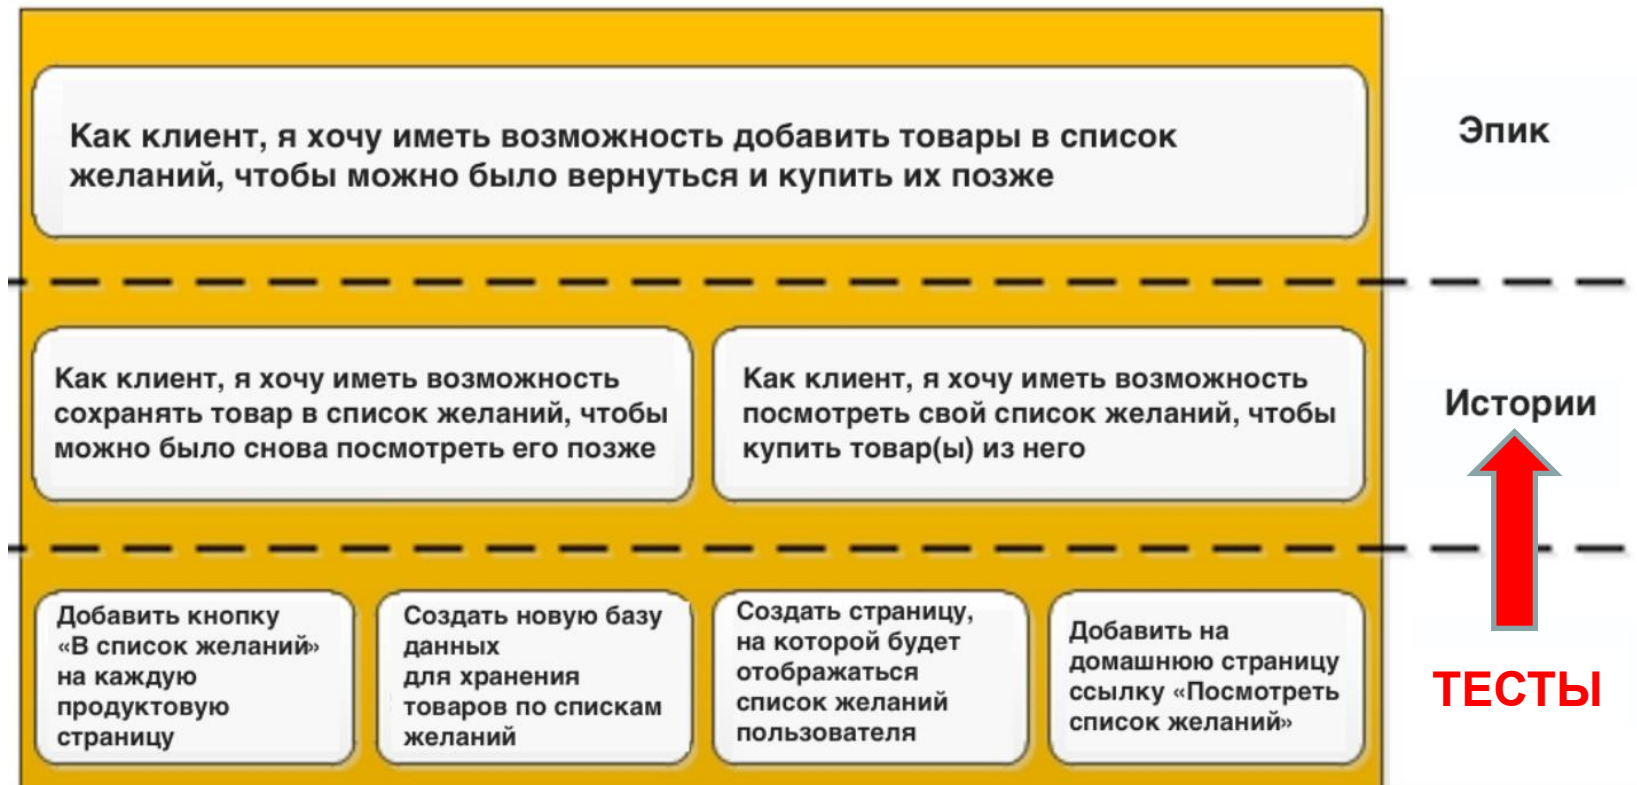 Как клиент, я хочу иметь возможность добавить товары в список
желаний, чтобы можно было вернуться и купить их позже
Эпик
Как клиент, я хочу иметь возможность
сохранять товар в список желаний, чтобы
можно было снова посмотреть его позже
Как клиент, я хочу иметь возможность
посмотреть свой список желаний, чтобы
купить товар(ы) из него
Истории
Добавить кнопку
«В список желаний»
на каждую
продуктовую
страницу
Создать новую базу
данных
для хранения
товаров по спискам
желаний
Создать страницу,
на которой будет
отображаться
список желаний
пользователя
Добавить на
домашнюю страницу
ссылку «Посмотреть
список желаний»
ТЕСТЫ